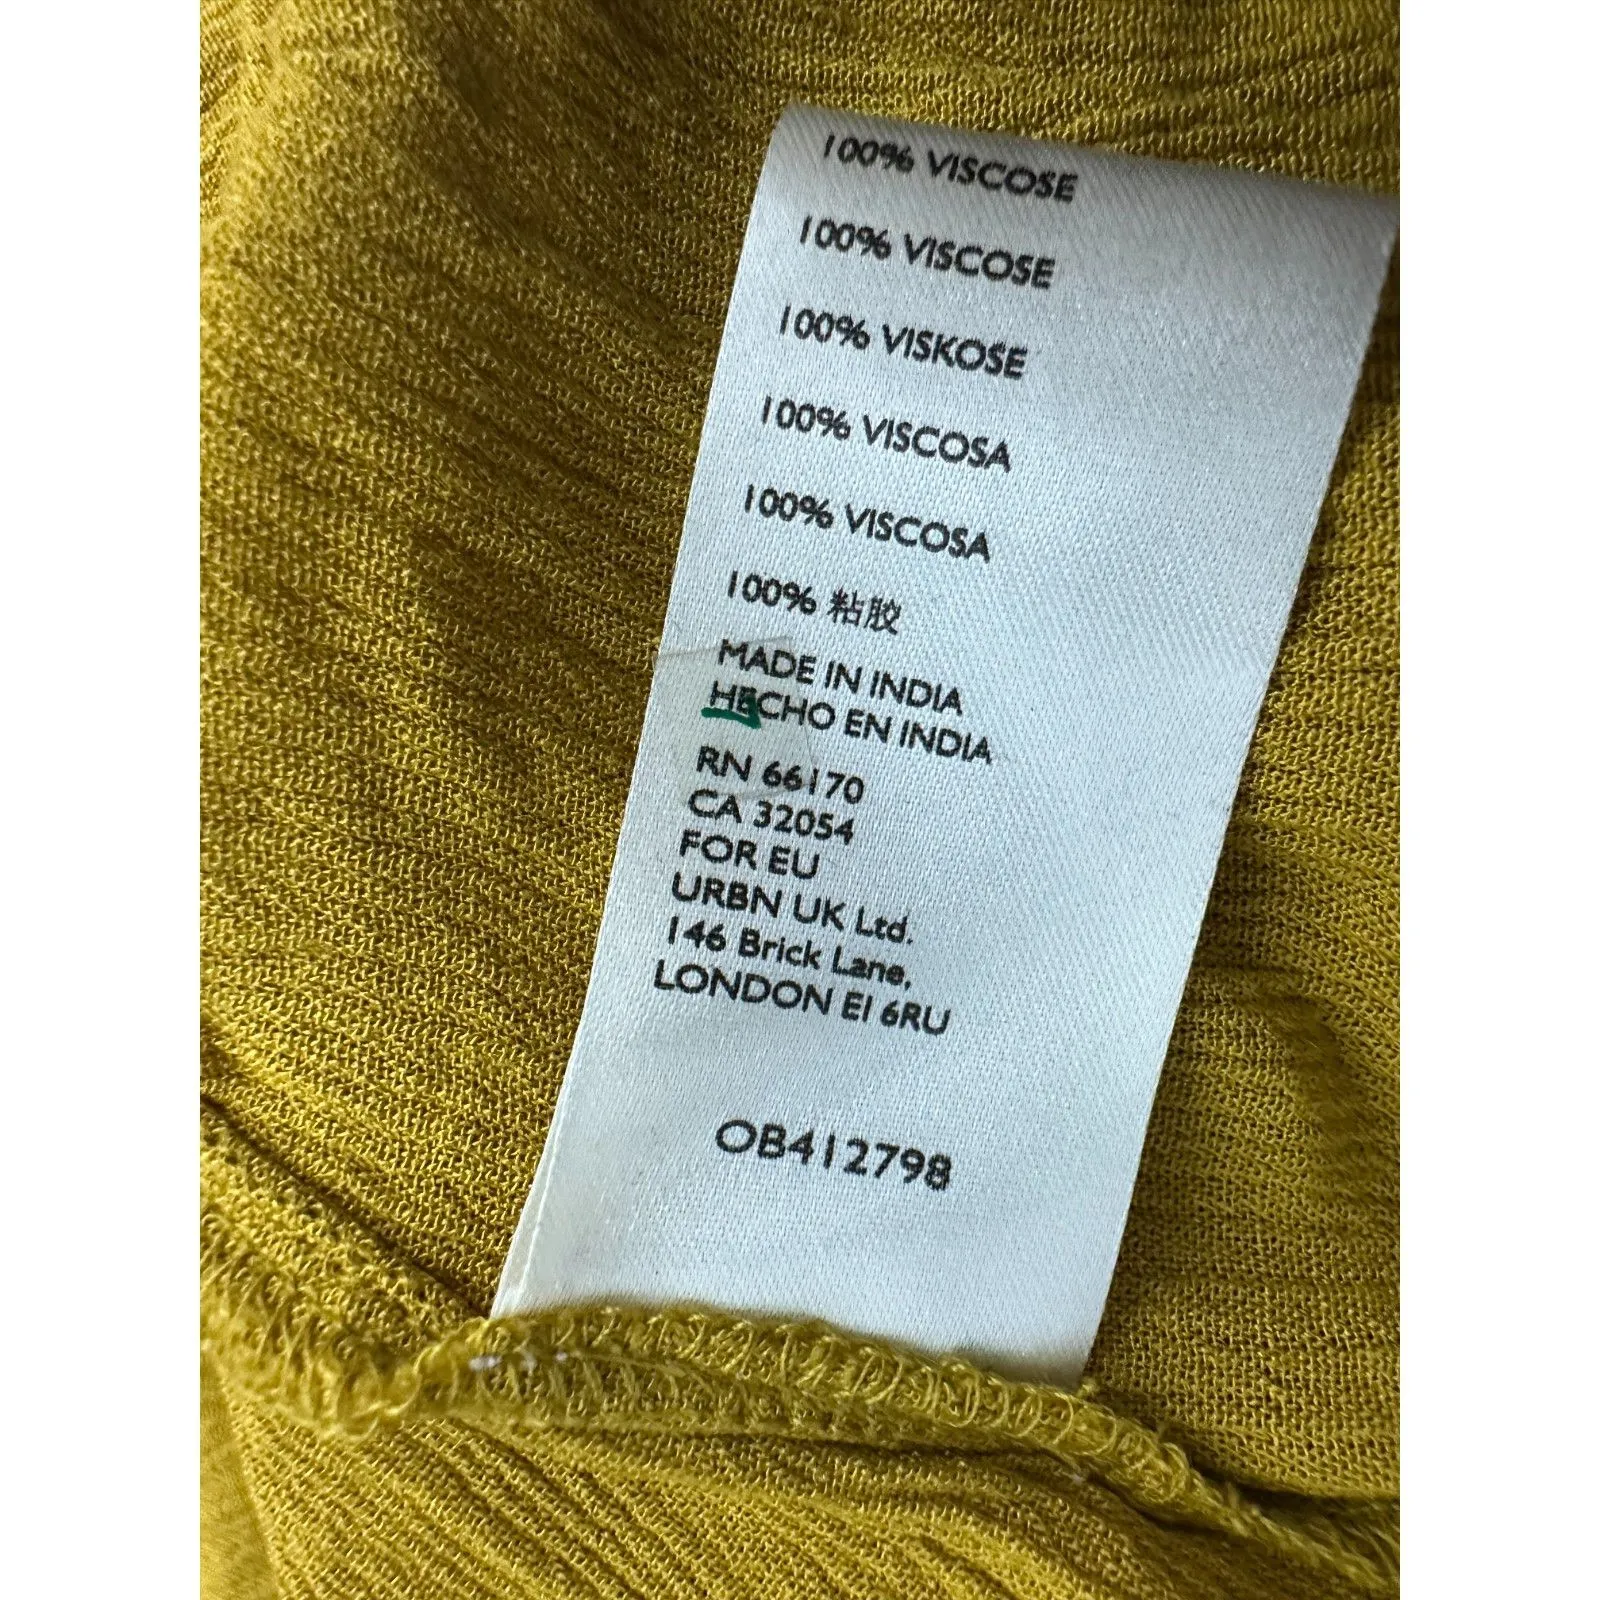 100% VISCOSE
100% VISCOSE
100% VISKOSE
100% VISCOSA
100% VISCOSA
100% 粘胶
MADE IN INDIA
HECHO EN INDIA
RN 66170
CA 32054
FOR EU
URBN UK Ltd.
146 Brick Lane,
LONDON E1 6RU
OB412798